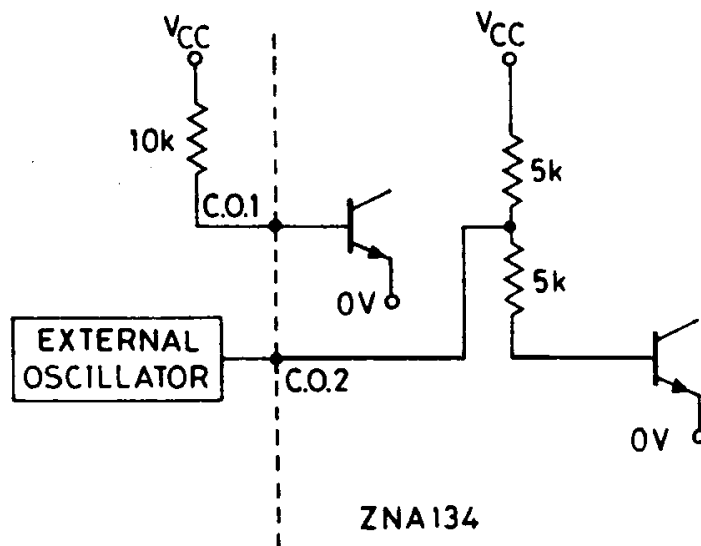 VCC
VCC
10k
5k
C.O.1
5k
0V
EXTERNAL
OSCILLATOR
C.O.2
0V
ZNA134